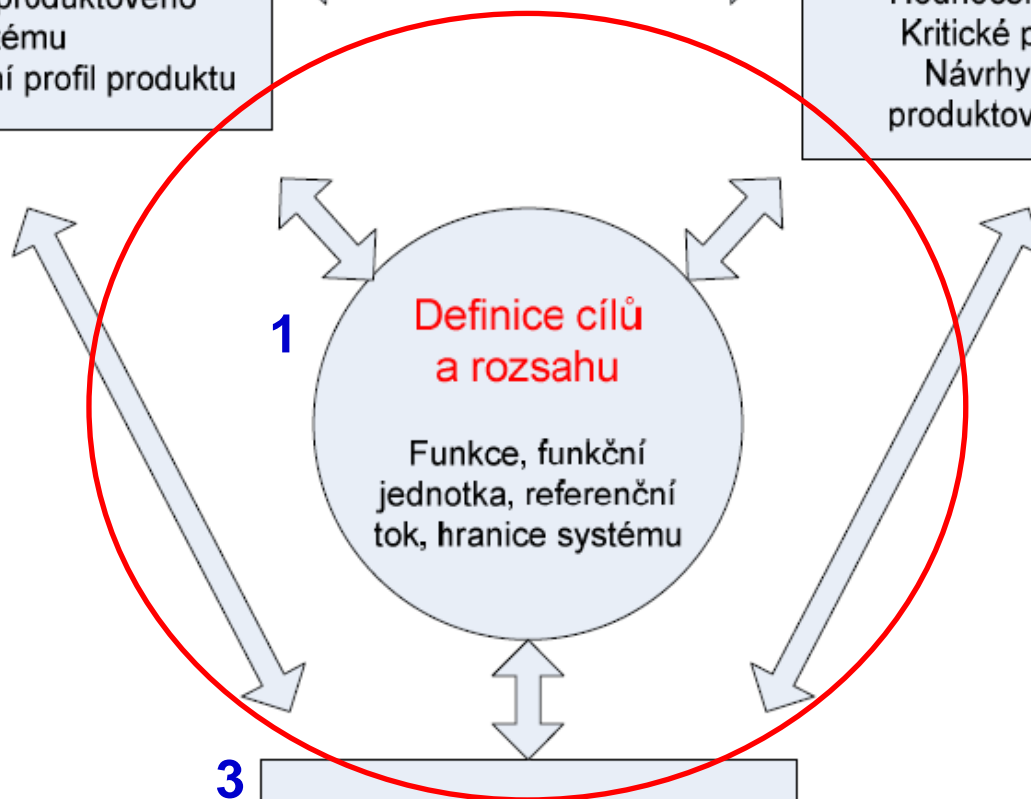 produktového
tému
ní profil produktu
Kritické p
Návrhy
produktov
1
Definice cílů
a rozsahu
Funkce, funkční
jednotka, referenční
tok, hranice systému
3